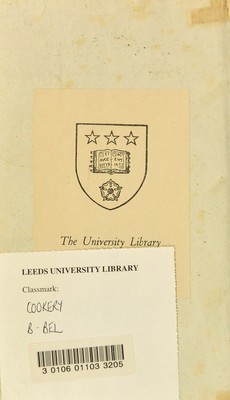 The University Library
LEEDS UNIVERSITY LIBRARY
Classmark:
COOKERY
B-BEL
3 0106 01103 3205